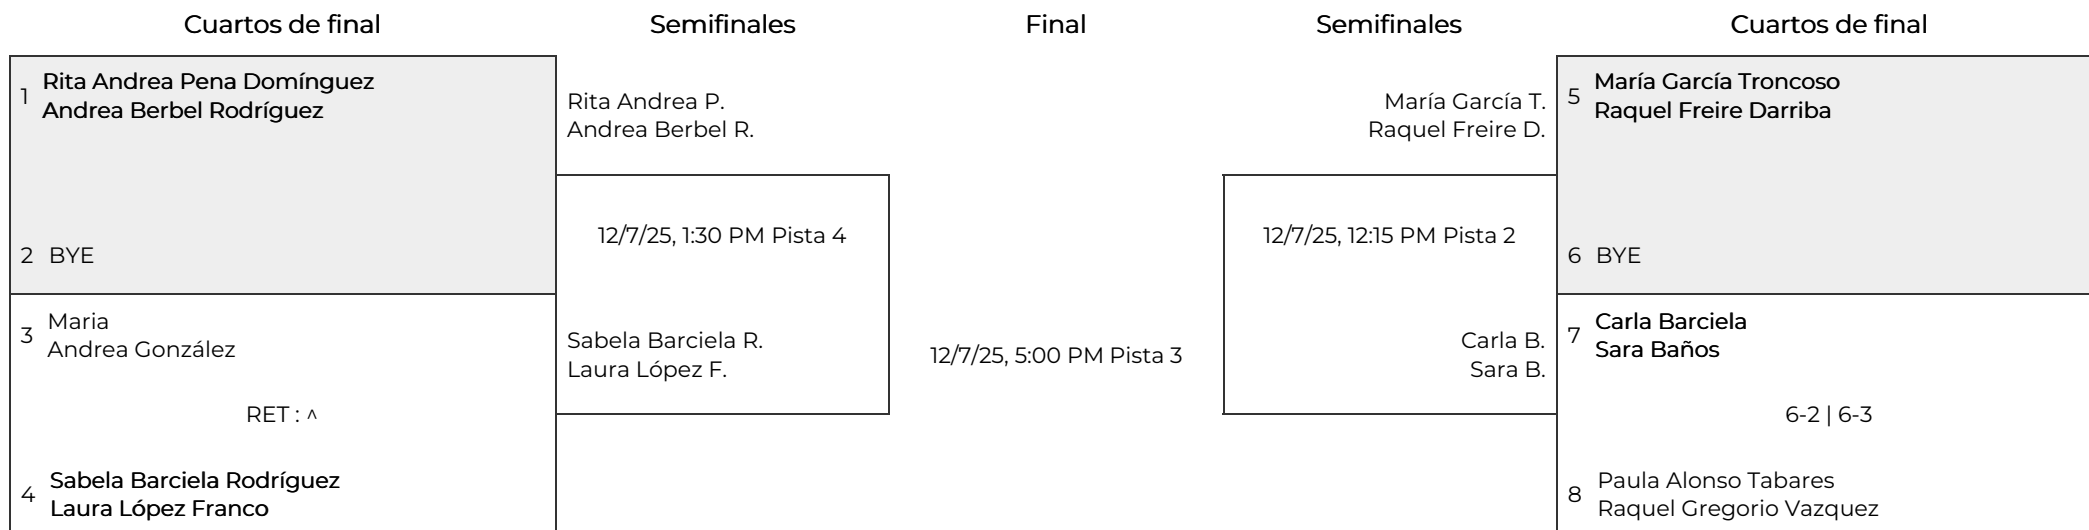 Cuartos de final
Semifinales
Final
Semifinales
Cuartos de final
1
Rita Andrea Pena Domínguez
Andrea Berbel Rodríguez
2 BYE
3
Maria
Andrea González
RET : ^
4
Sabela Barciela Rodríguez
Laura López Franco
Rita Andrea P.
Andrea Berbel R.
12/7/25, 1:30 PM Pista 4
Sabela Barciela R.
Laura López F.
12/7/25, 5:00 PM Pista 3
María García T.
Raquel Freire D.
12/7/25, 12:15 PM Pista 2
Carla B.
Sara B.
5
María García Troncoso
Raquel Freire Darriba
6 BYE
7
Carla Barciela
Sara Baños
6-2 | 6-3
8
Paula Alonso Tabares
Raquel Gregorio Vazquez